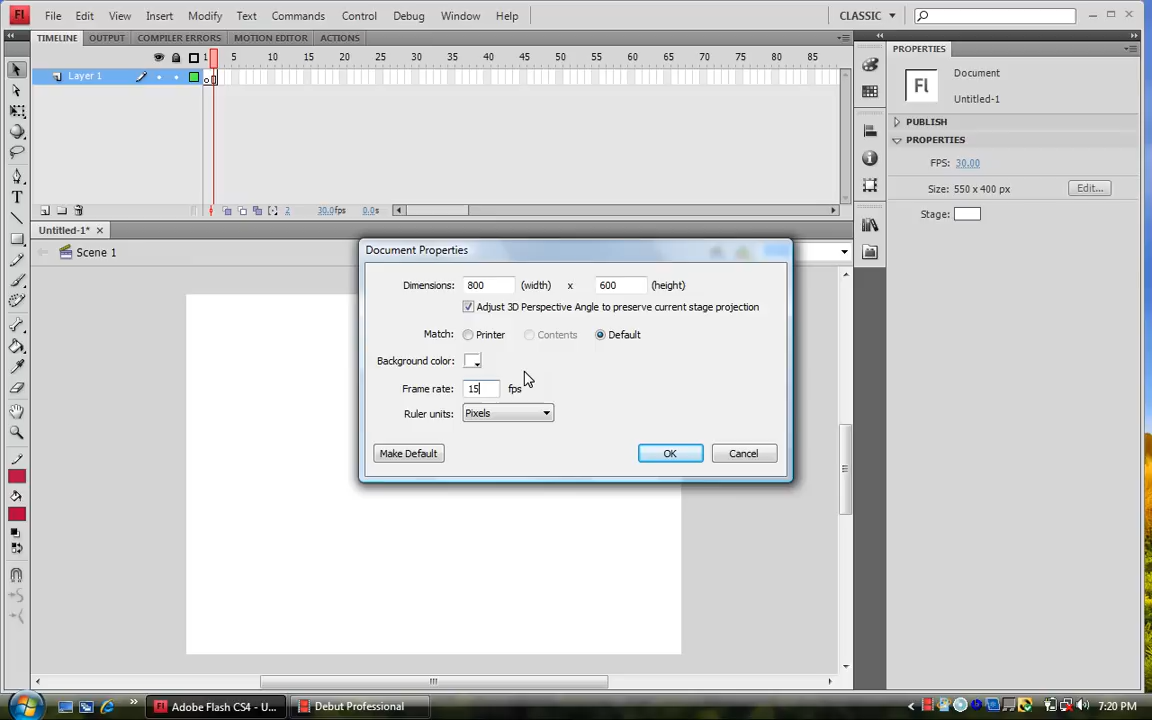 Fl File Edit View Insert Modify Text Commands Control Debug Window Help CLASSIC
TIMELINE OUTPUT COMPILER ERRORS MOTION EDITOR ACTIONS
PROPERTIES
1 5 10 15 20 25 30 35 40 45 50 55 60 65 70 75 80 85
Layer 1
Fl Document
Untitled-1
PUBLISH
PROPERTIES
FPS: 30.00
Size: 550 x 400 px Edit...
Stage:
2 30.0fps 0.0s
Untitled-1*
Scene 1
Document Properties
Dimensions: 800 (width) x 600 (height)
Adjust 3D Perspective Angle to preserve current stage projection
Match: Printer Contents Default
Background color:
Frame rate: 15 fps
Ruler units: Pixels
Make Default OK Cancel
T
Fl Adobe Flash CS4 - U... Debut Professional 7:20 PM